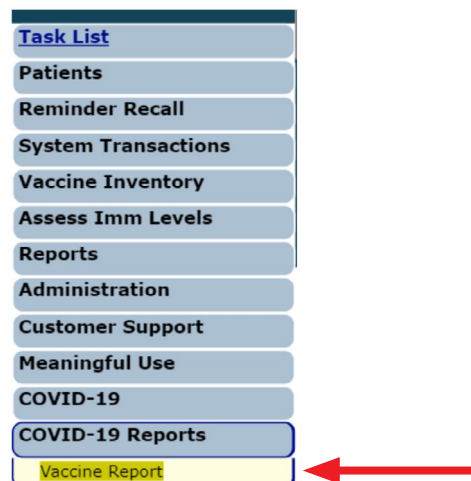 Task List
Patients
Reminder Recall
System Transactions
Vaccine Inventory
Assess Imm Levels
Reports
Administration
Customer Support
Meaningful Use
COVID-19
COVID-19 Reports
Vaccine Report